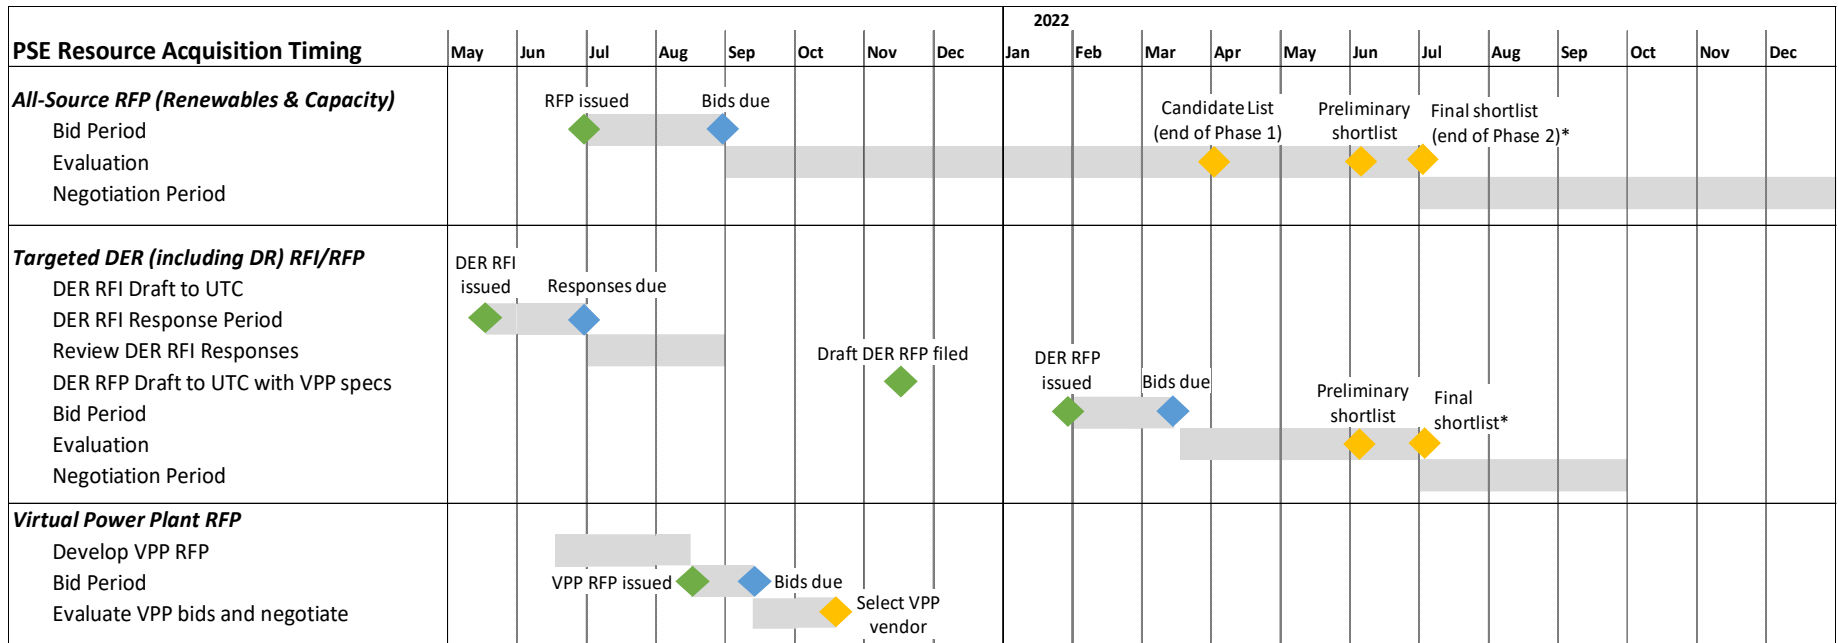 2022
PSE Resource Acquisition Timing
May Jun Jul Aug Sep Oct Nov Dec Jan Feb Mar Apr May Jun Jul Aug Sep Oct Nov Dec
All-Source RFP (Renewables & Capacity)
RFP issued
Bids due
Candidate List
(end of Phase 1)
Preliminary
shortlist
Final shortlist
(end of Phase 2)*
Bid Period
Evaluation
Negotiation Period
Targeted DER (including DR) RFI/RFP
DER RFI
issued
Responses due
DER RFI Draft to UTC
DER RFI Response Period
Review DER RFI Responses
Draft DER RFP filed
DER RFP
issued
Bids due
DER RFP Draft to UTC with VPP specs
Preliminary
shortlist
Final
shortlist*
Bid Period
Evaluation
Negotiation Period
Virtual Power Plant RFP
Develop VPP RFP
Bid Period
VPP RFP issued
Bids due
Evaluate VPP bids and negotiate
Select VPP
vendor